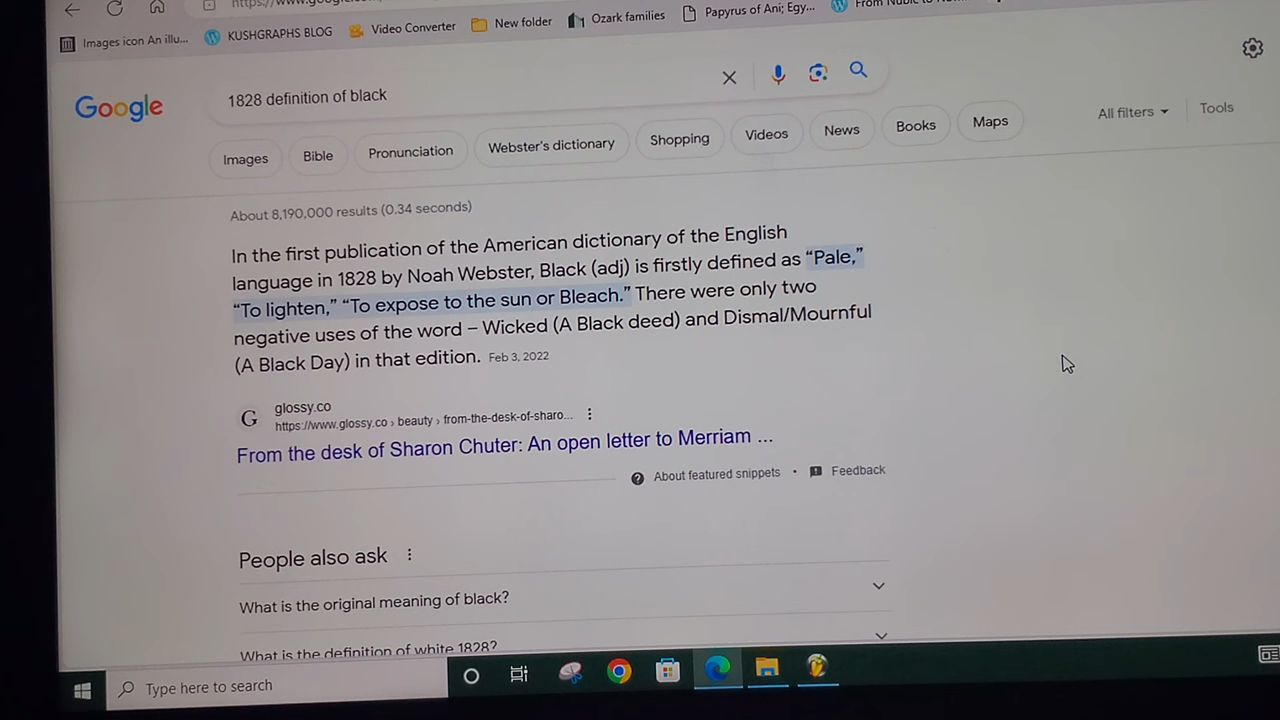 https://www.google.
Images icon An illu...
KUSHGRAPHS BLOG
Video Converter
New folder
Ozark families
Papyrus of Ani; Egy...
Google
1828 definition of black
Images
Bible
Pronunciation
Webster's dictionary
Shopping
Videos
News
Books
Maps
All filters
Tools
About 8,190,000 results (0.34 seconds)
In the first publication of the American dictionary of the English
language in 1828 by Noah Webster, Black (adj) is firstly defined as “Pale,”
“To lighten,” “To expose to the sun or Bleach.” There were only two
negative uses of the word – Wicked (A Black deed) and Dismal/Mournful
(A Black Day) in that edition. Feb 3, 2022
G
glossy.co
https://www.glossy.co › beauty › from-the-desk-of-sharo...
From the desk of Sharon Chuter: An open letter to Merriam ...
About featured snippets
Feedback
People also ask
What is the original meaning of black?
What is the definition of white 1828?
Type here to search